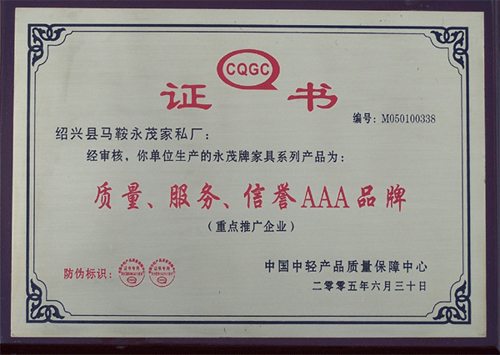 CQGC
证书
编号：M050100338
绍兴县马鞍永茂家私厂：
经审核，你单位生产的永茂牌家具系列产品为：
质量、服务、信誉AAA品牌
（重点推广企业）
防伪标识：
中国中轻产品质量保障中心
二零零五年六月三十日